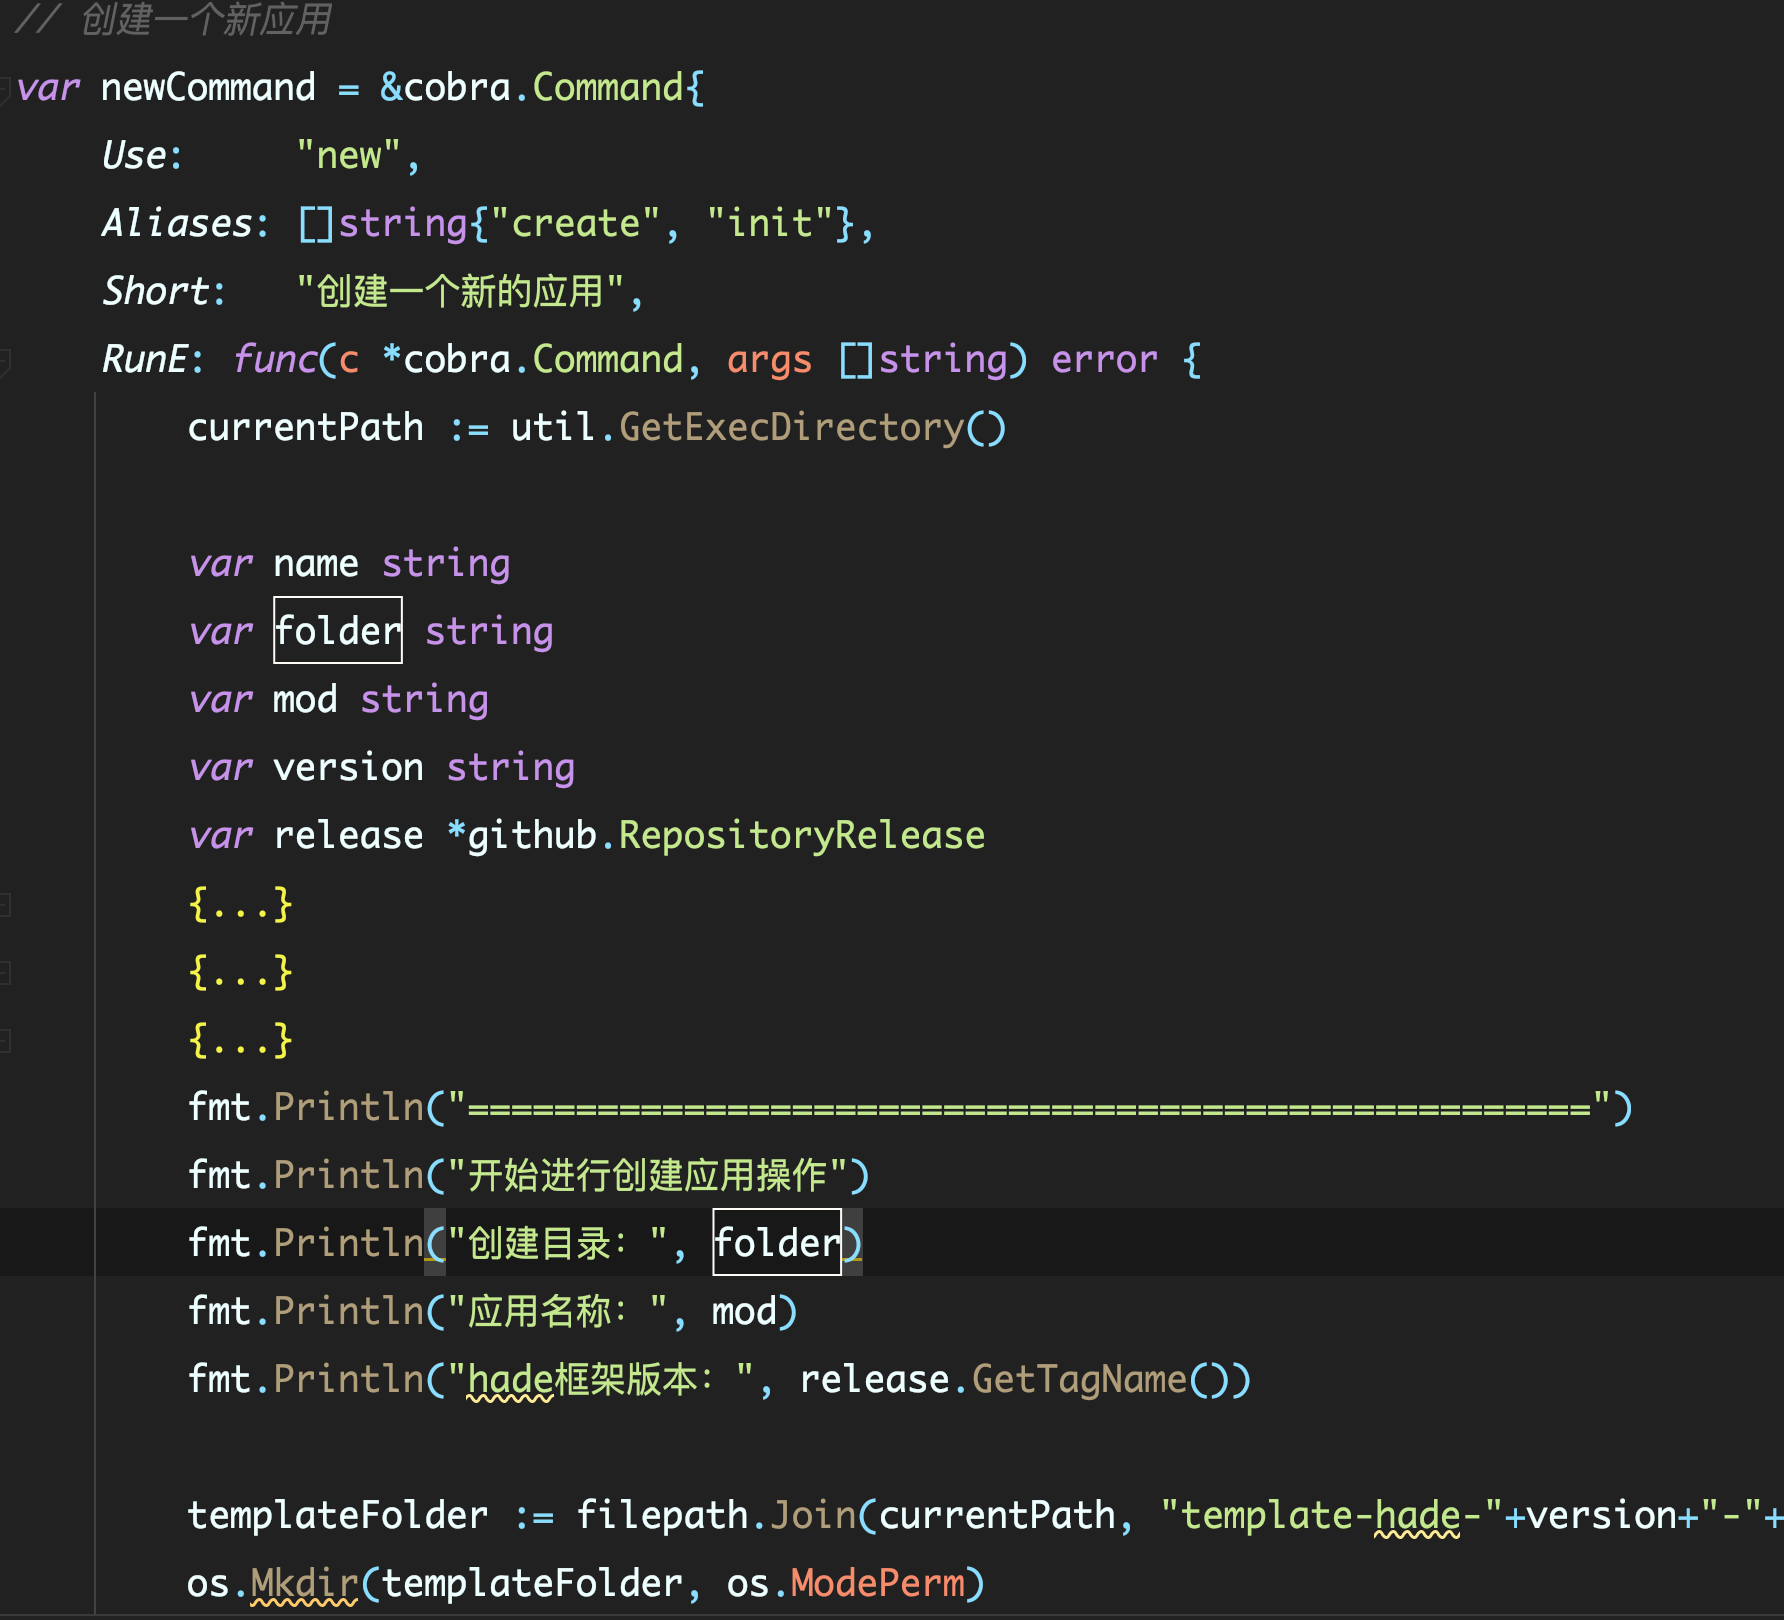 // 创建一个新应用
var newCommand = &cobra.Command{
    Use:     "new",
    Aliases: []string{"create", "init"},
    Short:   "创建一个新的应用",
    RunE: func(c *cobra.Command, args []string) error {
        currentPath := util.GetExecDirectory()

        var name string
        var folder string
        var mod string
        var version string
        var release *github.RepositoryRelease
        {...}
        {...}
        {...}
        fmt.Println("====================================================")
        fmt.Println("开始进行创建应用操作")
        fmt.Println("创建目录：", folder)
        fmt.Println("应用名称：", mod)
        fmt.Println("hade框架版本：", release.GetTagName())

        templateFolder := filepath.Join(currentPath, "template-hade-"+version+"-"+
        os.Mkdir(templateFolder, os.ModePerm)